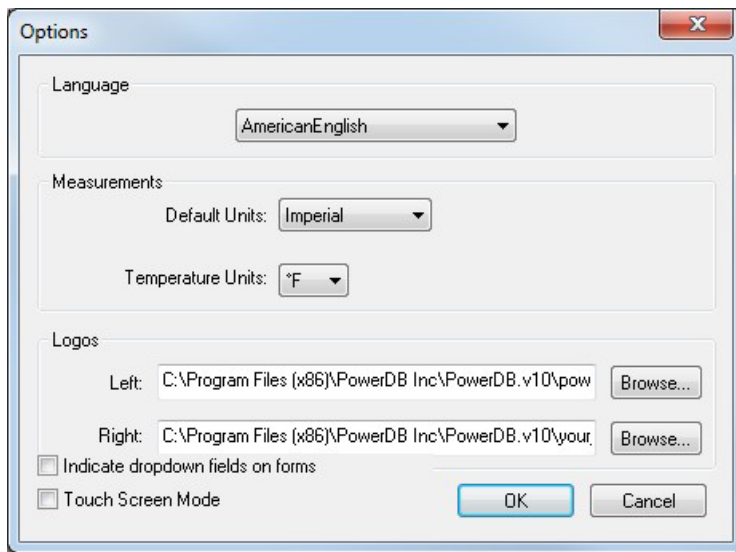 Options
Language
AmericanEnglish
Measurements
Default Units: Imperial
Temperature Units: °F
Logos
Left: C:\Program Files (x86)\PowerDB Inc\PowerDB.v10\pow Browse...
Right: C:\Program Files (x86)\PowerDB Inc\PowerDB.v10\your_ Browse...
Indicate dropdown fields on forms
Touch Screen Mode OK Cancel